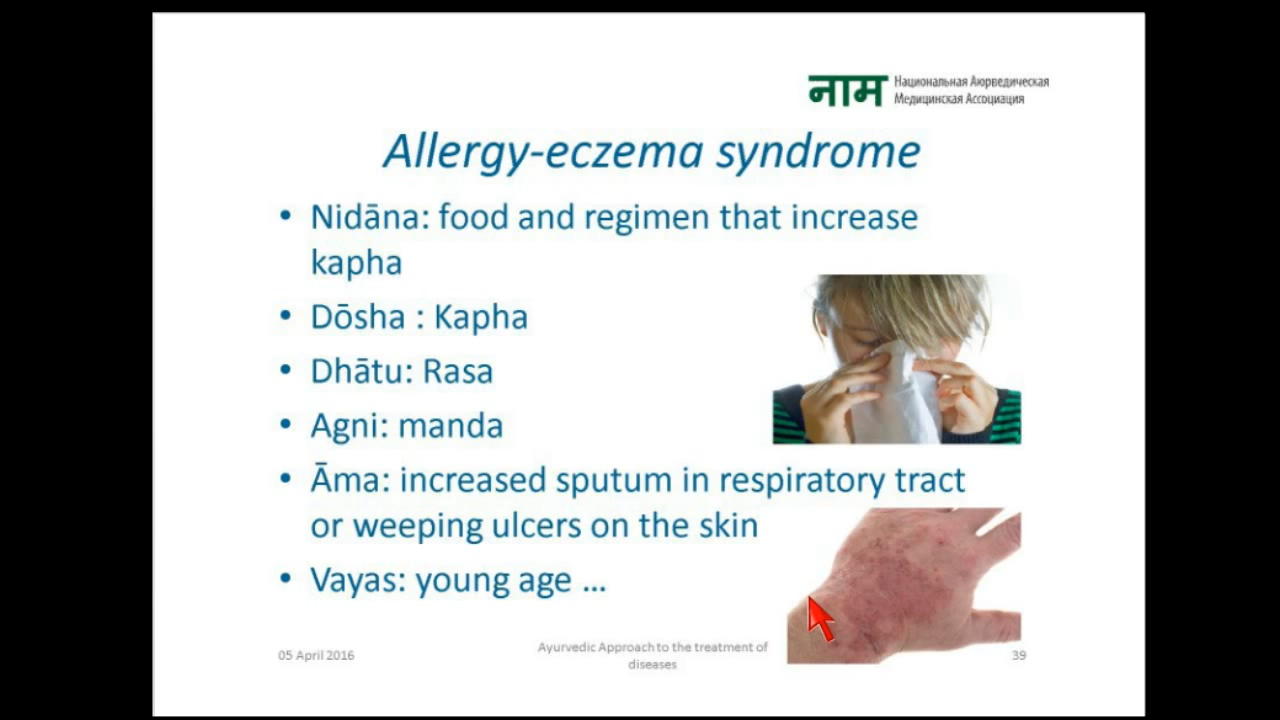 नाम
Национальная Аюрведическая
Медицинская Ассоциация
Allergy-eczema syndrome
• Nidāna: food and regimen that increase
kapha
• Dōsha : Kapha
• Dhātu: Rasa
• Agni: manda
• Āma: increased sputum in respiratory tract
or weeping ulcers on the skin
• Vayas: young age ...
05 April 2016
Ayurvedic Approach to the treatment of
diseases
39